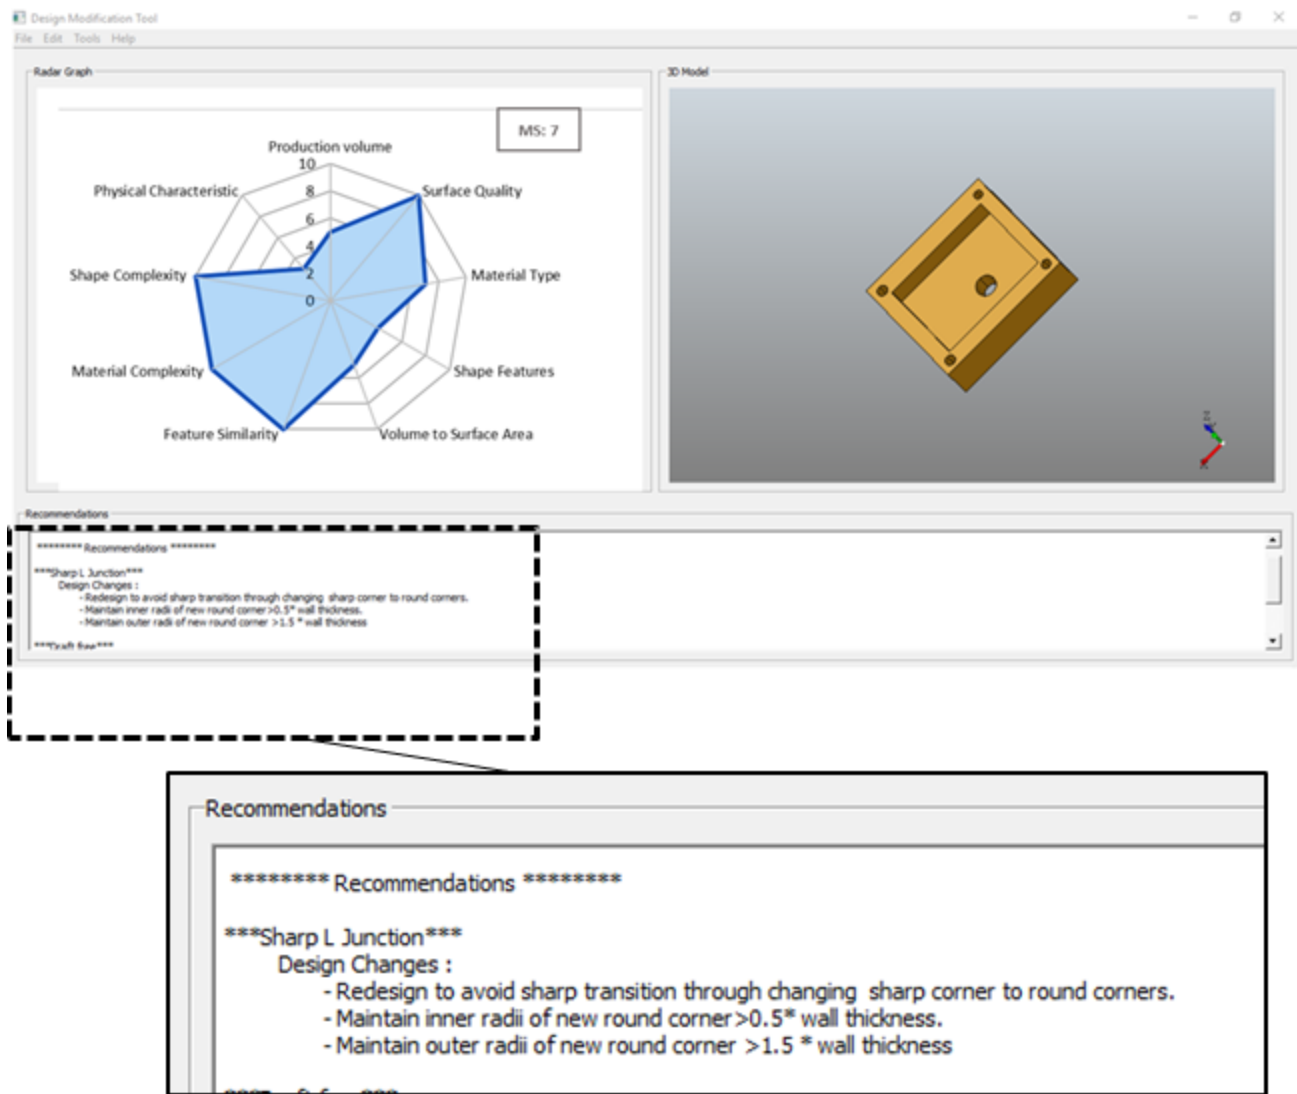 Design Modification Tool
File Edit Tools Help
Radar Graph
MS: 7
Production volume
10
8
6
4
2
0
Surface Quality
Material Type
Shape Features
Volume to Surface Area
Feature Similarity
Material Complexity
Shape Complexity
Physical Characteristic
3D Model
Z
X
Recommendations
******** Recommendations ********
***Sharp L Junction***
Design Changes :
- Redesign to avoid sharp transition through changing sharp corner to round corners.
- Maintain inner radii of new round corner>0.5* wall thickness.
- Maintain outer radii of new round corner >1.5 * wall thickness
***Draft free***
Recommendations
******** Recommendations ********
***Sharp L Junction***
Design Changes :
- Redesign to avoid sharp transition through changing sharp corner to round corners.
- Maintain inner radii of new round corner>0.5* wall thickness.
- Maintain outer radii of new round corner >1.5 * wall thickness